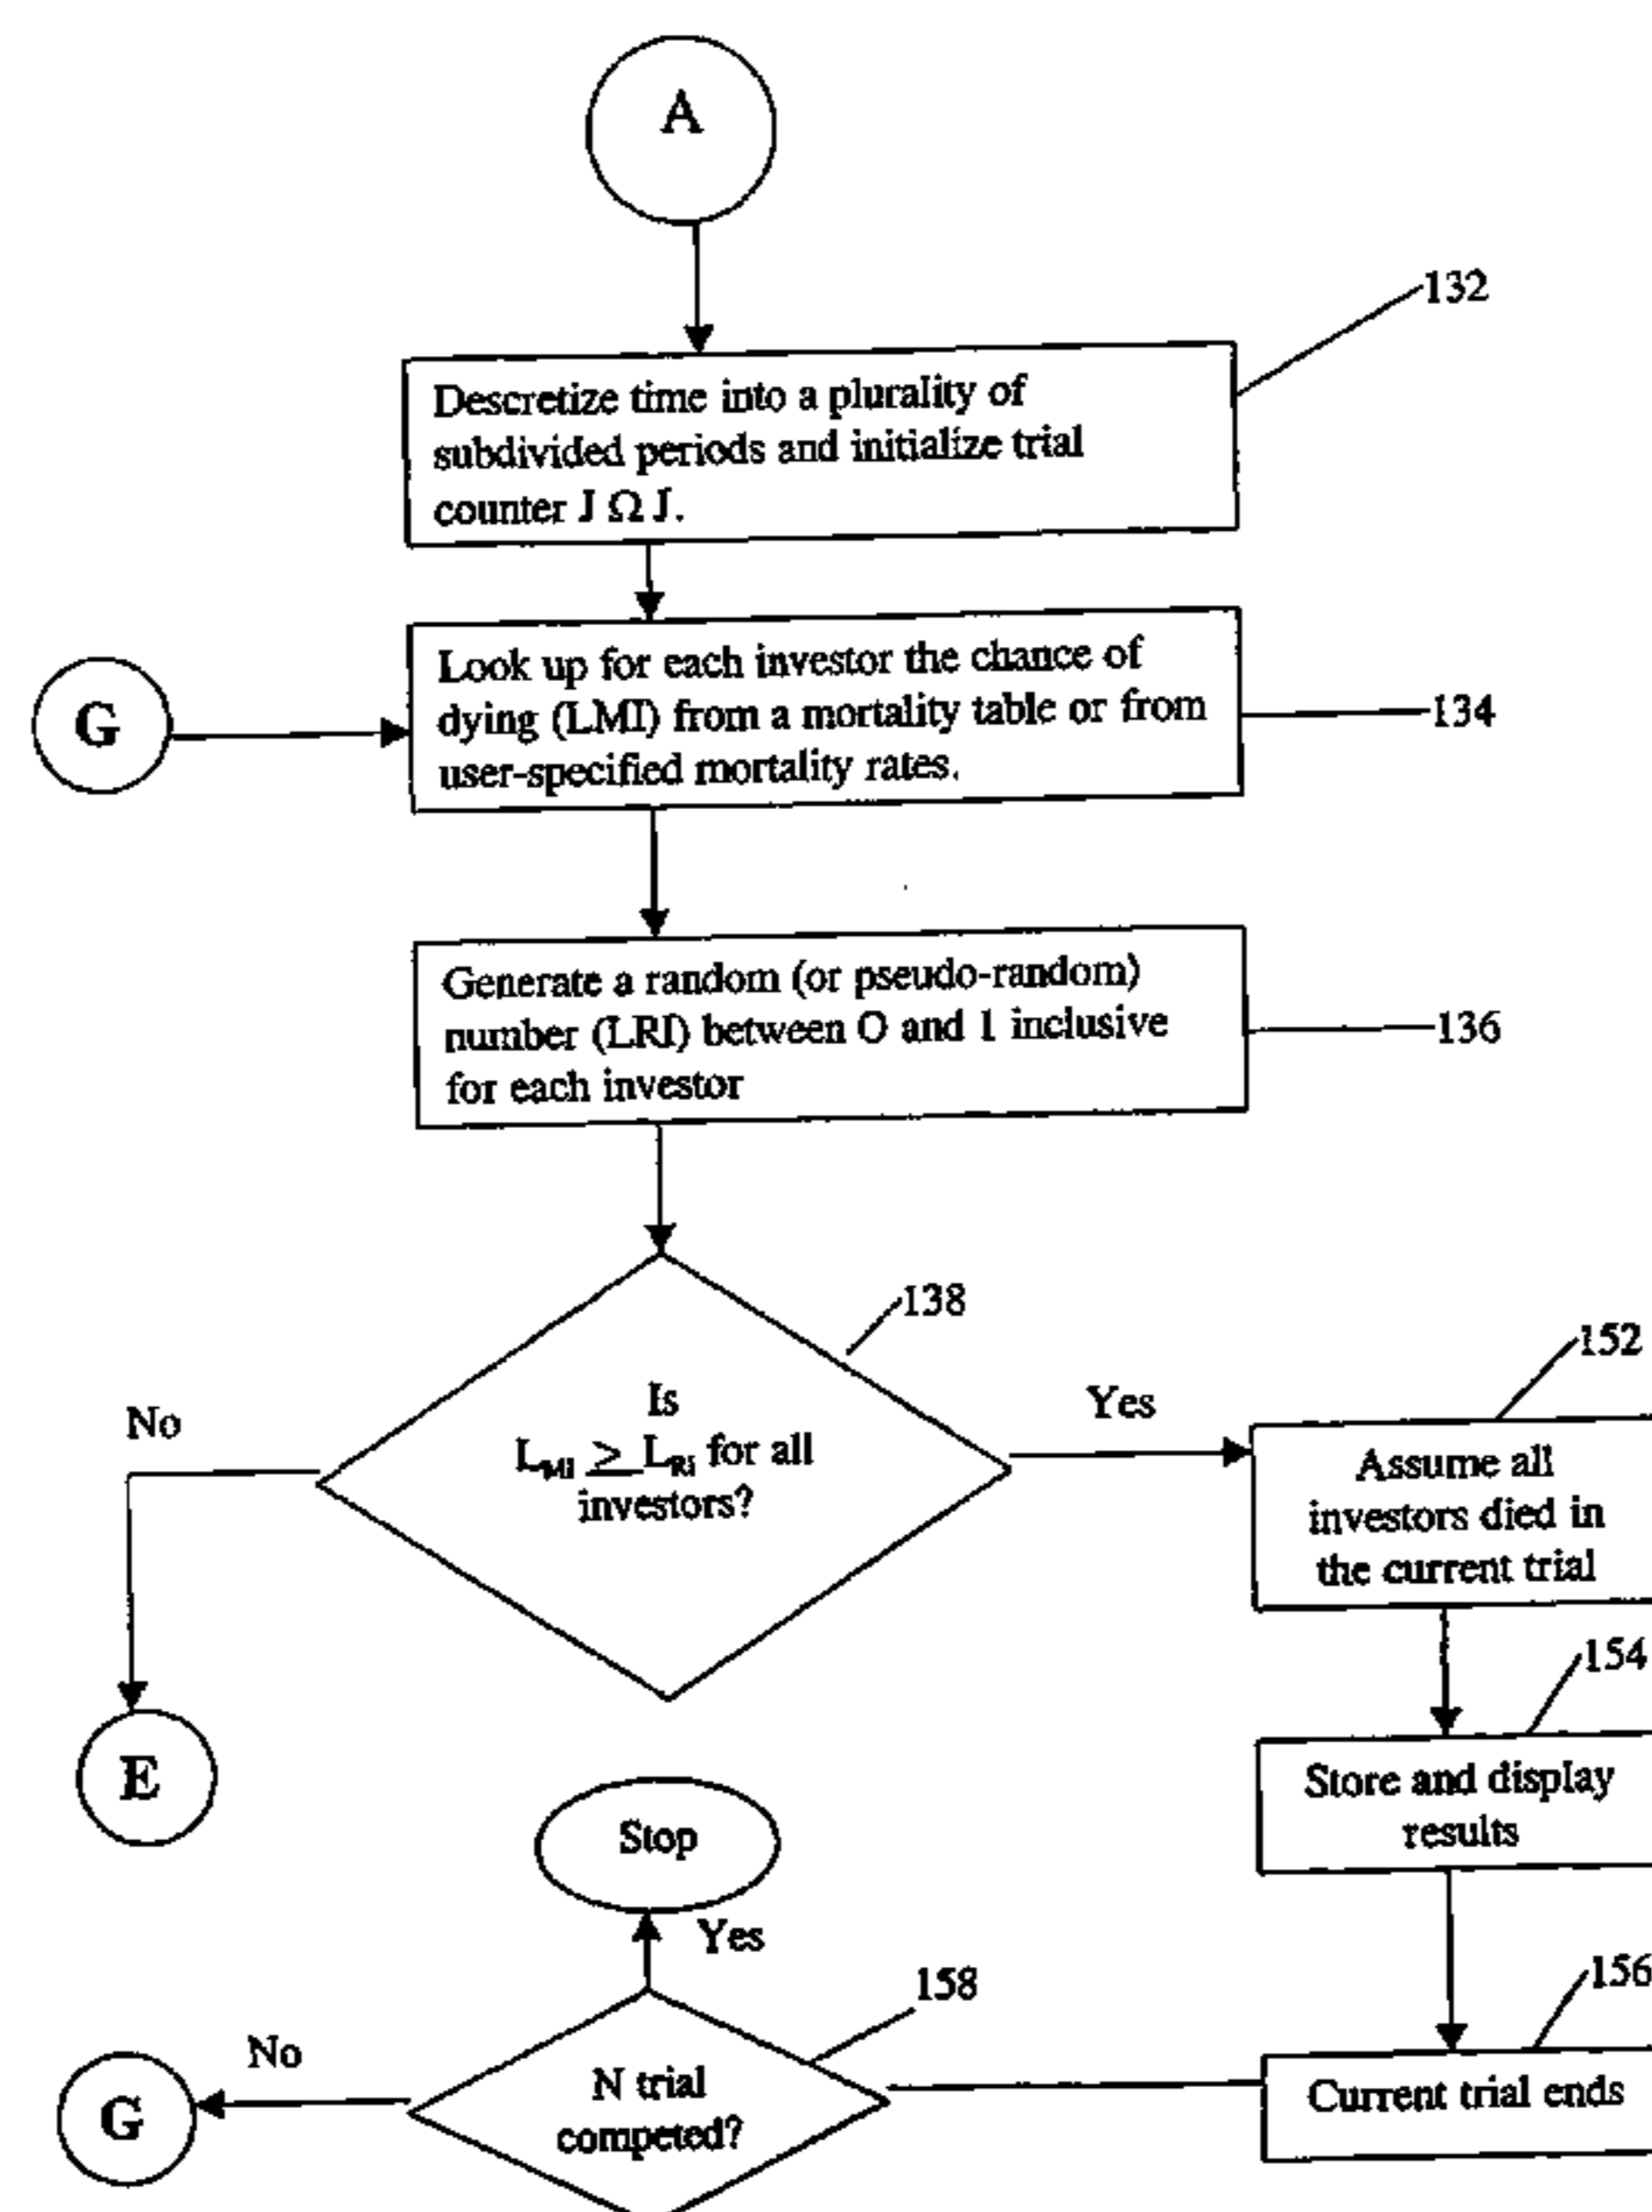 A
132
Descretize time into a plurality of
subdivided periods and initialize trial
counter J Ω J.
G
Look up for each investor the chance of
dying (LMI) from a mortality table or from
user-specified mortality rates.
134
Generate a random (or pseudo-random)
number (LRI) between O and 1 inclusive
for each investor
136
138
152
No
Is
L_Mi ≥ L_Ri for all
investors?
Yes
Assume all
investors died in
the current trial
154
E
Stop
Store and display
results
Yes
158
156
No
G
N trial
competed?
Current trial ends